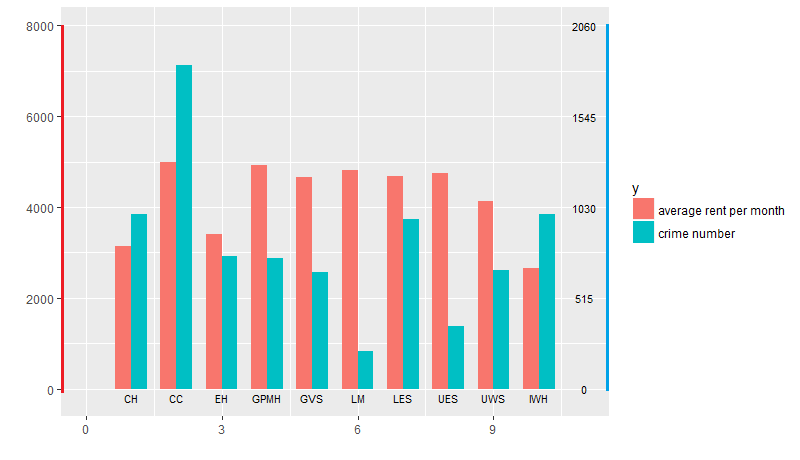 8000
6000
4000
2000
0
2060
1545
1030
515
0
CH CC EH GPMH GVS LM LES UES UWS IWH
0 3 6 9
y
average rent per month
crime number